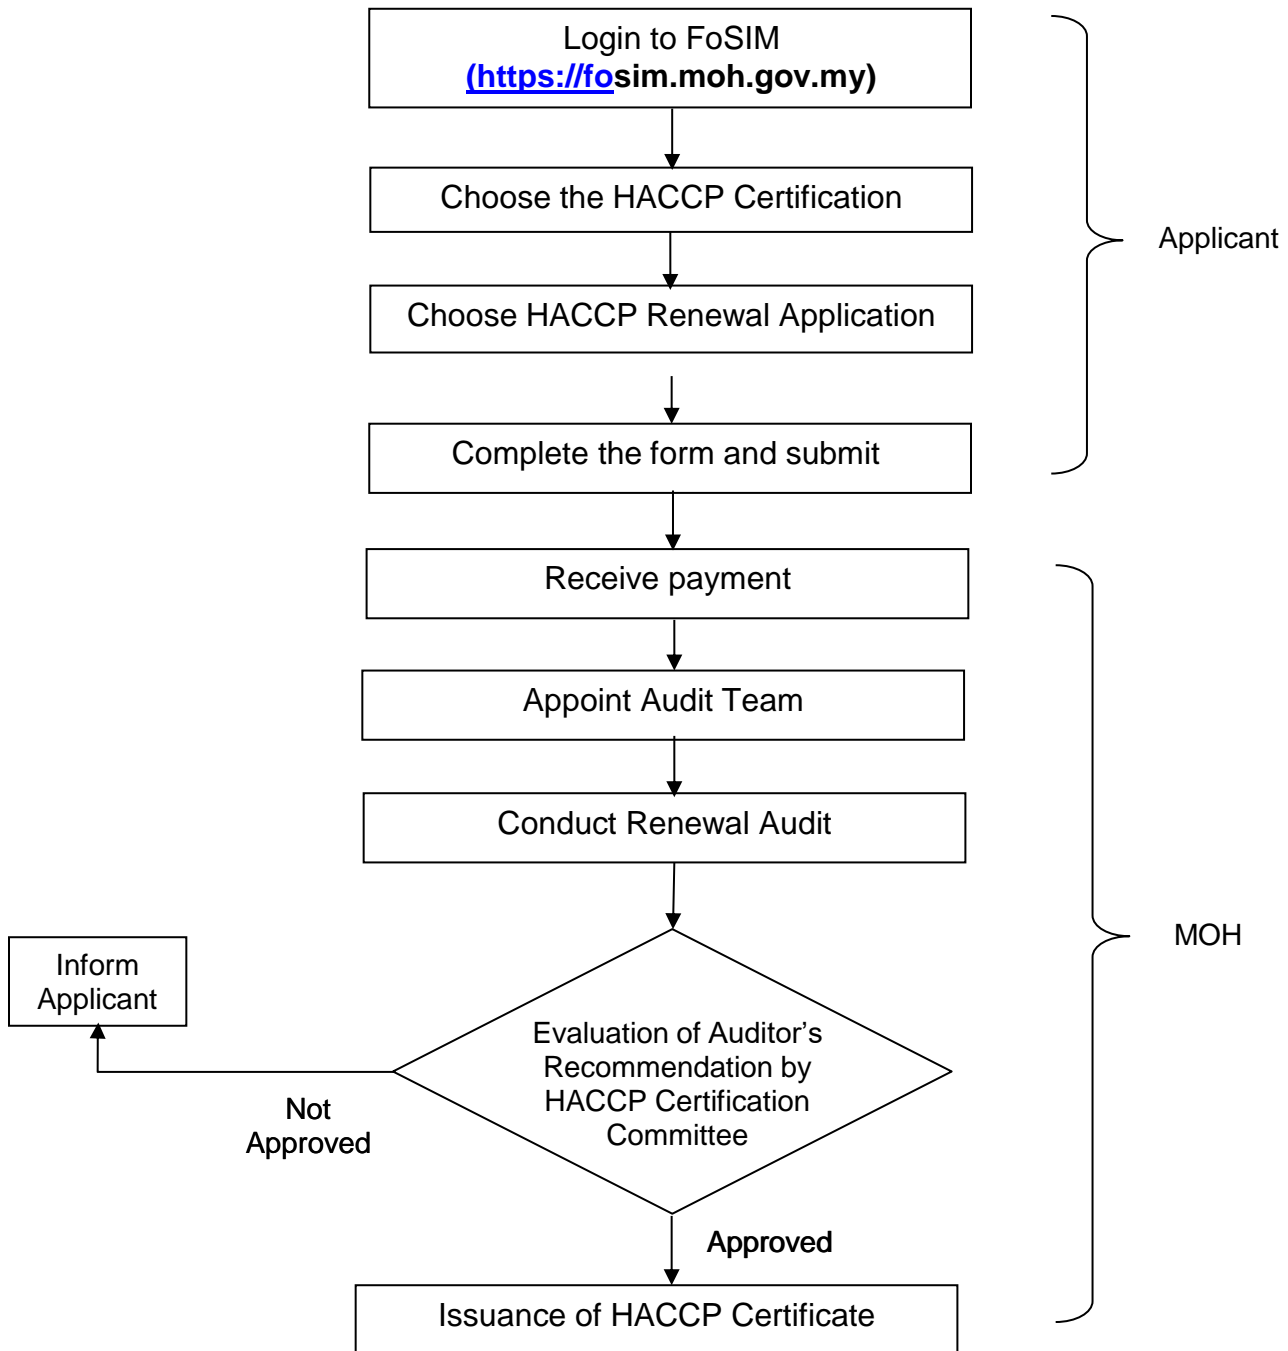 Login to FoSIM
(https://fosim.moh.gov.my)
Choose the HACCP Certification
Applicant
Choose HACCP Renewal Application
Complete the form and submit
Receive payment
Appoint Audit Team
Conduct Renewal Audit
MOH
Inform
Applicant
Evaluation of Auditor’s
Recommendation by
HACCP Certification
Committee
Not
Approved
Approved
Issuance of HACCP Certificate